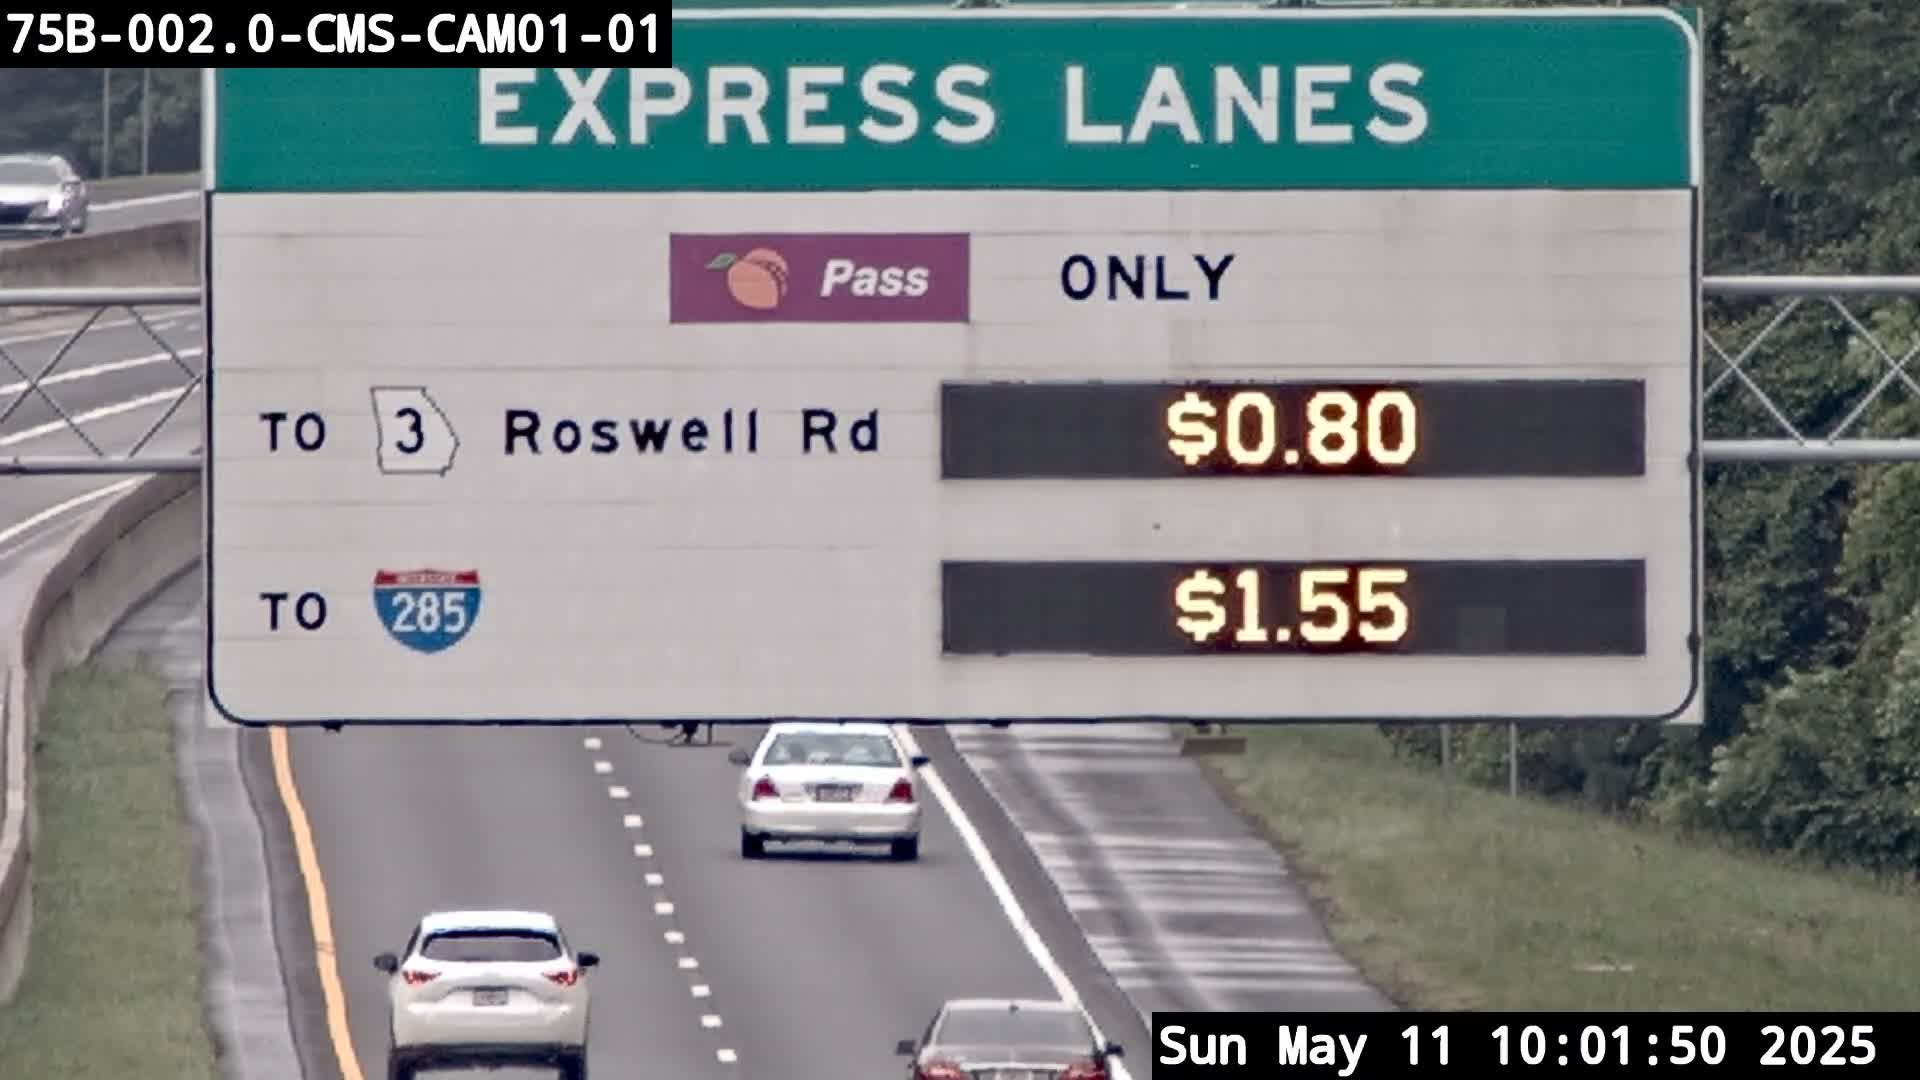 75B-002.0-CMS-CAM01-01
EXPRESS LANES
Pass ONLY
TO 3 Roswell Rd $0.80
TO 285 $1.55
Sun May 11 10:01:50 2025